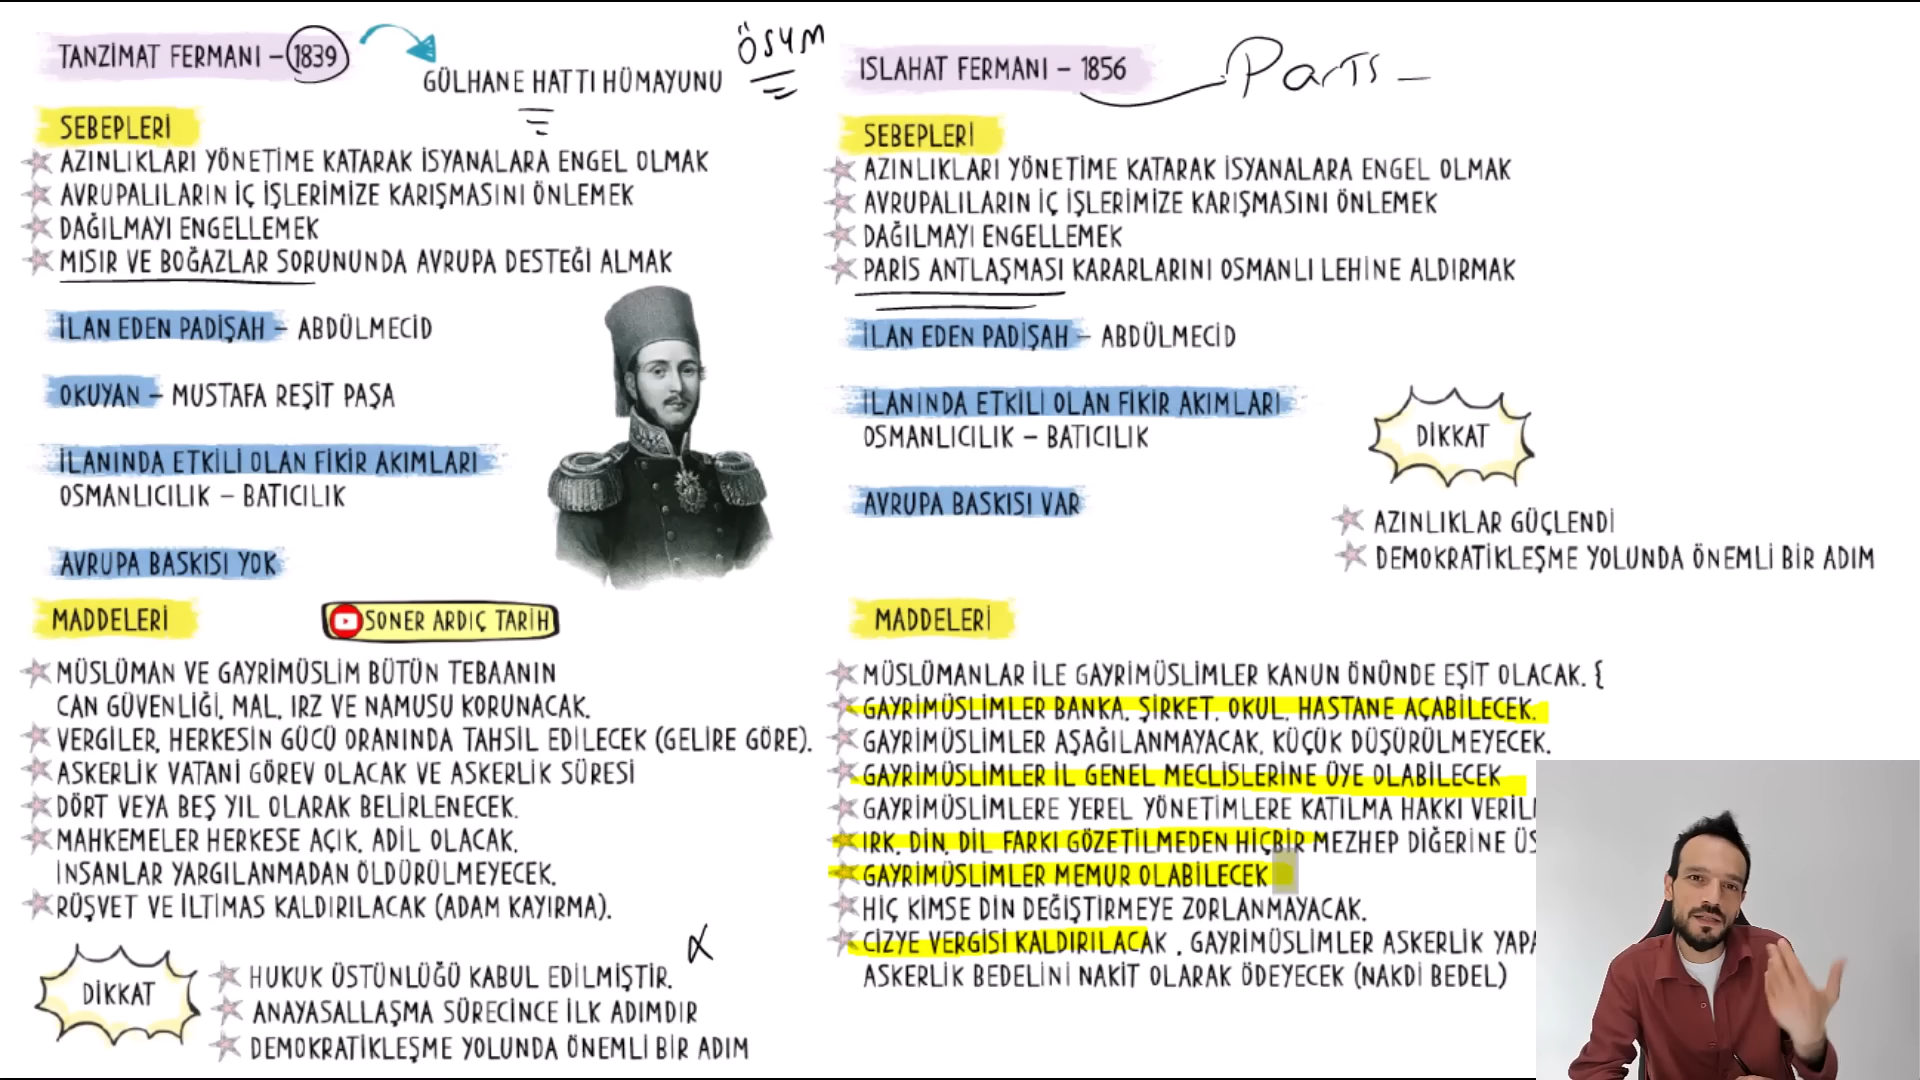 TANZİMAT FERMANI – 1839
GÜLHANE HATTI HÜMAYUNU
ÖSYM
SEBEPLERİ
AZINLIKLARI YÖNETİME KATARAK İSYANALARA ENGEL OLMAK
AVRUPALILARIN İÇ İŞLERİMİZE KARIŞMASINI ÖNLEMEK
DAĞILMAYI ENGELLEMEK
MISIR VE BOĞAZLAR SORUNUNDA AVRUPA DESTEĞİ ALMAK
İLAN EDEN PADİŞAH – ABDÜLMECİD
OKUYAN – MUSTAFA REŞİT PAŞA
İLANINDA ETKİLİ OLAN FİKİR AKIMLARI
OSMANLICILIK – BATICILIK
AVRUPA BASKISI YOK
MADDELERİ
SONER ARDIÇ TARİH
MÜSLÜMAN VE GAYRİMÜSLİM BÜTÜN TEBAANIN
CAN GÜVENLİĞİ, MAL, IRZ VE NAMUSU KORUNACAK.
VERGİLER, HERKESİN GÜCÜ ORANINDA TAHSİL EDİLECEK (GELİRE GÖRE).
ASKERLİK VATANİ GÖREV OLACAK VE ASKERLİK SÜRESİ
DÖRT VEYA BEŞ YIL OLARAK BELİRLENECEK.
MAHKEMELER HERKESE AÇIK, ADİL OLACAK.
İNSANLAR YARGILANMADAN ÖLDÜRÜLMEYECEK.
RÜŞVET VE İLTİMAS KALDIRILACAK (ADAM KAYIRMA).
DİKKAT
HUKUK ÜSTÜNLÜĞÜ KABUL EDİLMİŞTİR.
ANAYASALLAŞMA SÜRECİNCE İLK ADIMDIR
DEMOKRATİKLEŞME YOLUNDA ÖNEMLİ BİR ADIM
ISLAHAT FERMANI – 1856
Paris
SEBEPLERİ
AZINLIKLARI YÖNETİME KATARAK İSYANALARA ENGEL OLMAK
AVRUPALILARIN İÇ İŞLERİMİZE KARIŞMASINI ÖNLEMEK
DAĞILMAYI ENGELLEMEK
PARİS ANTLAŞMASI KARARLARINI OSMANLI LEHİNE ALDIRMAK
İLAN EDEN PADİŞAH – ABDÜLMECİD
İLANINDA ETKİLİ OLAN FİKİR AKIMLARI
OSMANLICILIK – BATICILIK
AVRUPA BASKISI VAR
DİKKAT
AZINLIKLAR GÜÇLENDİ
DEMOKRATİKLEŞME YOLUNDA ÖNEMLİ BİR ADIM
MADDELERİ
MÜSLÜMANLAR İLE GAYRİMÜSLİMLER KANUN ÖNÜNDE EŞİT OLACAK. {
GAYRİMÜSLİMLER BANKA, ŞİRKET, OKUL, HASTANE AÇABİLECEK.
GAYRİMÜSLİMLER AŞAĞILANMAYACAK, KÜÇÜK DÜŞÜRÜLMEYECEK.
GAYRİMÜSLİMLER İL GENEL MECLİSLERİNE ÜYE OLABİLECEK
GAYRİMÜSLİMLERE YEREL YÖNETİMLERE KATILMA HAKKI
IRK, DİN, DİL FARKI GÖZETİLMEDEN HİÇBİR MEZHEP DİĞERİNE
GAYRİMÜSLİMLER MEMUR OLABİLECEK
HİÇ KİMSE DİN DEĞİŞTİRMEYE ZORLANMAYACAK.
CİZYE VERGİSİ KALDIRILACAK , GAYRİMÜSLİMLER ASKERLİK
ASKERLİK BEDELİNİ NAKİT OLARAK ÖDEYECEK (NAKDİ BEDEL)